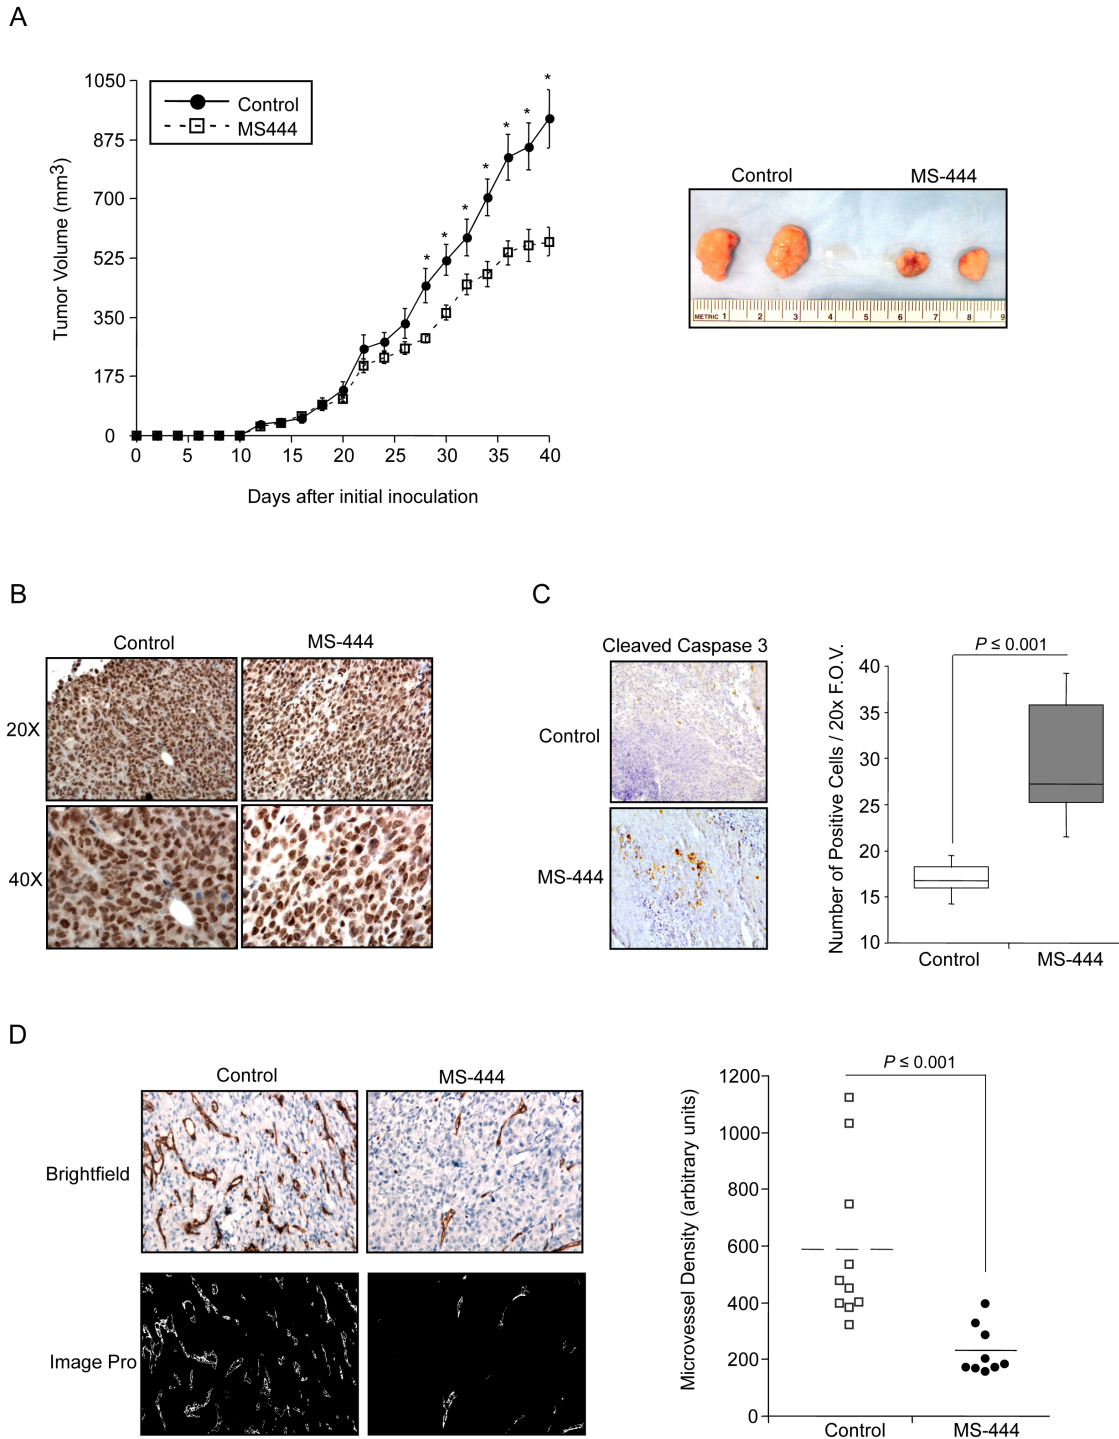 A
1050
875
700
525
350
175
0
Tumor Volume (mm3)
Control
MS444
* * * * * * *
0 5 10 15 20 25 30 35 40
Days after initial inoculation
Control MS-444
METRIC 1 2 3 4 5 6 7 8 9
B
Control MS-444
20X
40X
C
Cleaved Caspase 3
Control
MS-444
P ≤ 0.001
Number of Positive Cells / 20x F.O.V.
40
35
30
25
20
15
10
Control MS-444
D
Control MS-444
Brightfield
Image Pro
P ≤ 0.001
Microvessel Density (arbitrary units)
1200
1000
800
600
400
200
0
Control MS-444